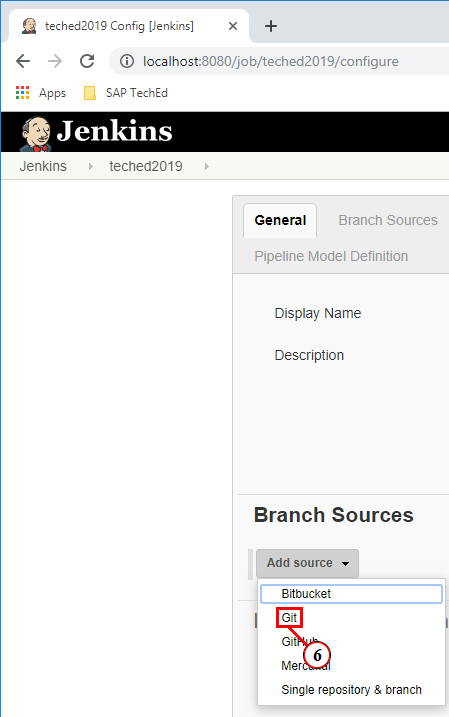 teched2019 Config [Jenkins]
localhost:8080/job/teched2019/configure
Apps SAP TechEd
Jenkins
Jenkins teched2019
General Branch Sources
Pipeline Model Definition
Display Name
Description
Branch Sources
Add source
Bitbucket
Git
GitHub
6
Mercurial
Single repository & branch